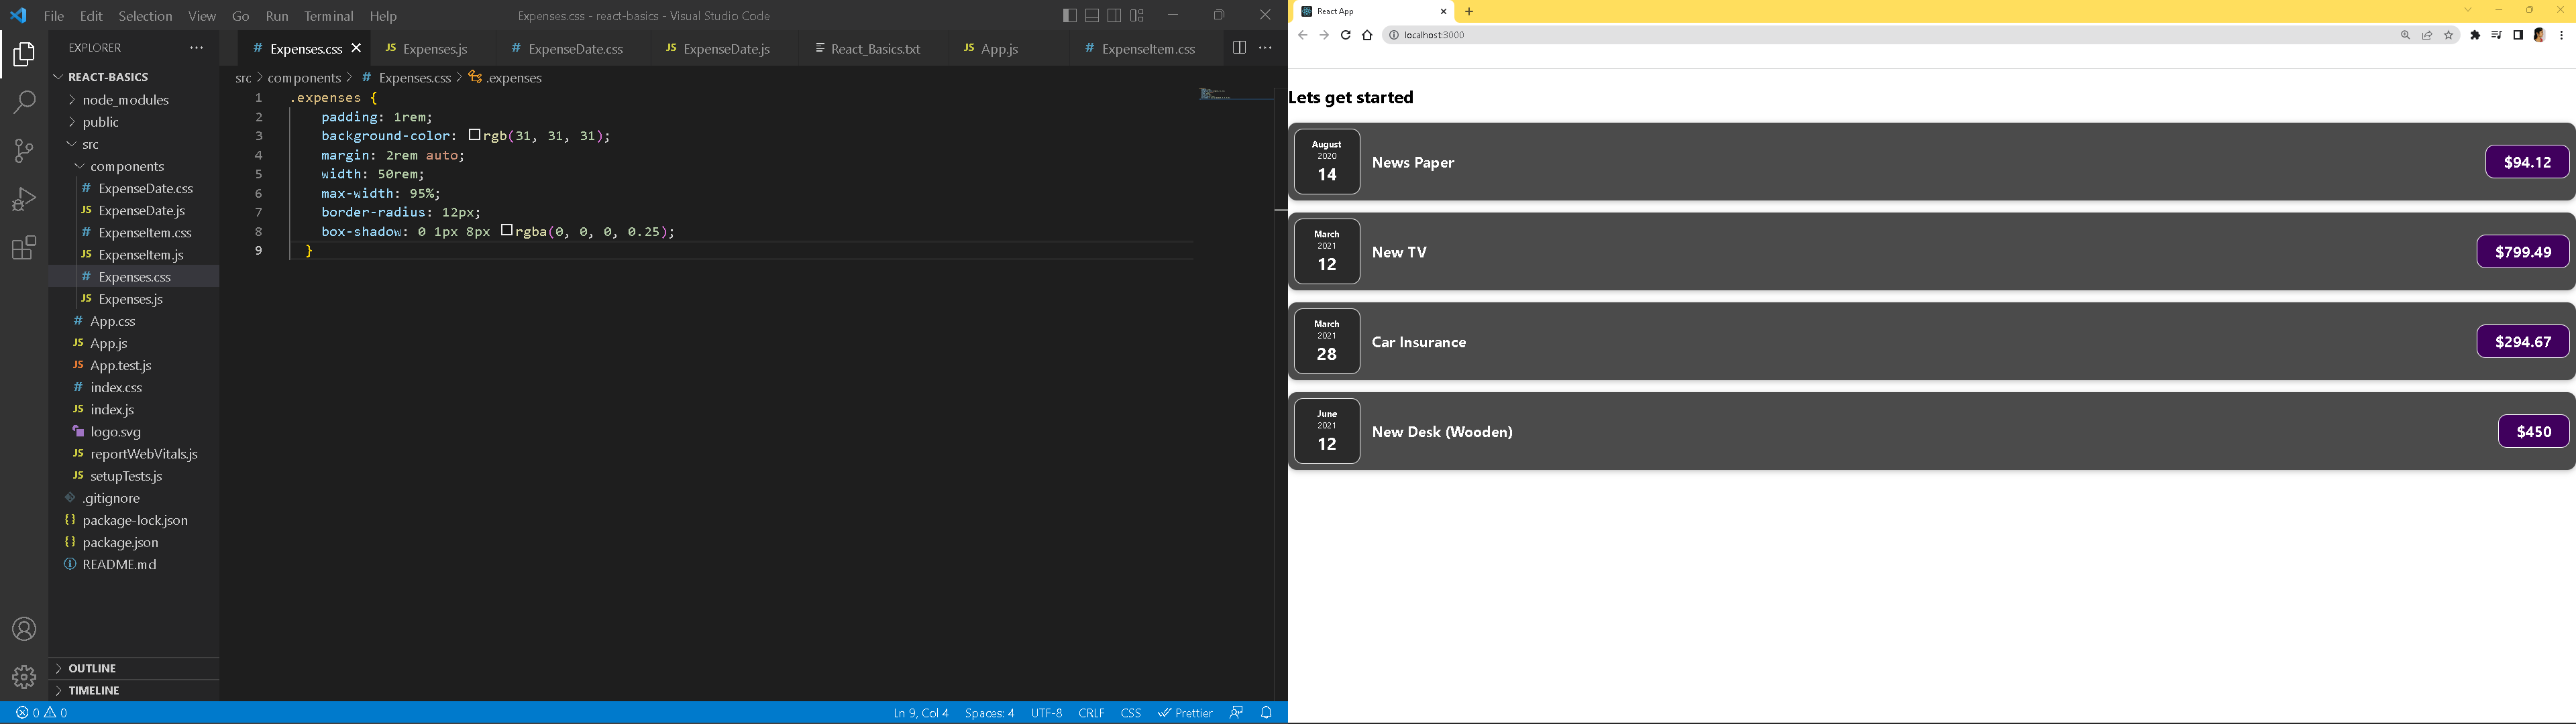 File Edit Selection View Go Run Terminal Help
Expenses.css - react-basics - Visual Studio Code
EXPLORER
REACT-BASICS
node_modules
public
src
components
ExpenseDate.css
ExpenseDate.js
ExpenseItem.css
ExpenseItem.js
Expenses.css
Expenses.js
App.css
App.js
App.test.js
index.css
index.js
logo.svg
reportWebVitals.js
setupTests.js
.gitignore
package-lock.json
package.json
README.md
OUTLINE
TIMELINE
# Expenses.css JS Expenses.js # ExpenseDate.css JS ExpenseDate.js React_Basics.txt JS App.js # ExpenseItem.css
src > components > # Expenses.css > .expenses
1 .expenses {
2 padding: 1rem;
3 background-color: rgb(31, 31, 31);
4 margin: 2rem auto;
5 width: 50rem;
6 max-width: 95%;
7 border-radius: 12px;
8 box-shadow: 0 1px 8px rgba(0, 0, 0, 0.25);
9 }
0 0 Ln 9, Col 4 Spaces: 4 UTF-8 CRLF CSS Prettier
React App
localhost:3000
Lets get started
August
2020
14
News Paper
$94.12
March
2021
12
New TV
$799.49
March
2021
28
Car Insurance
$294.67
June
2021
12
New Desk (Wooden)
$450